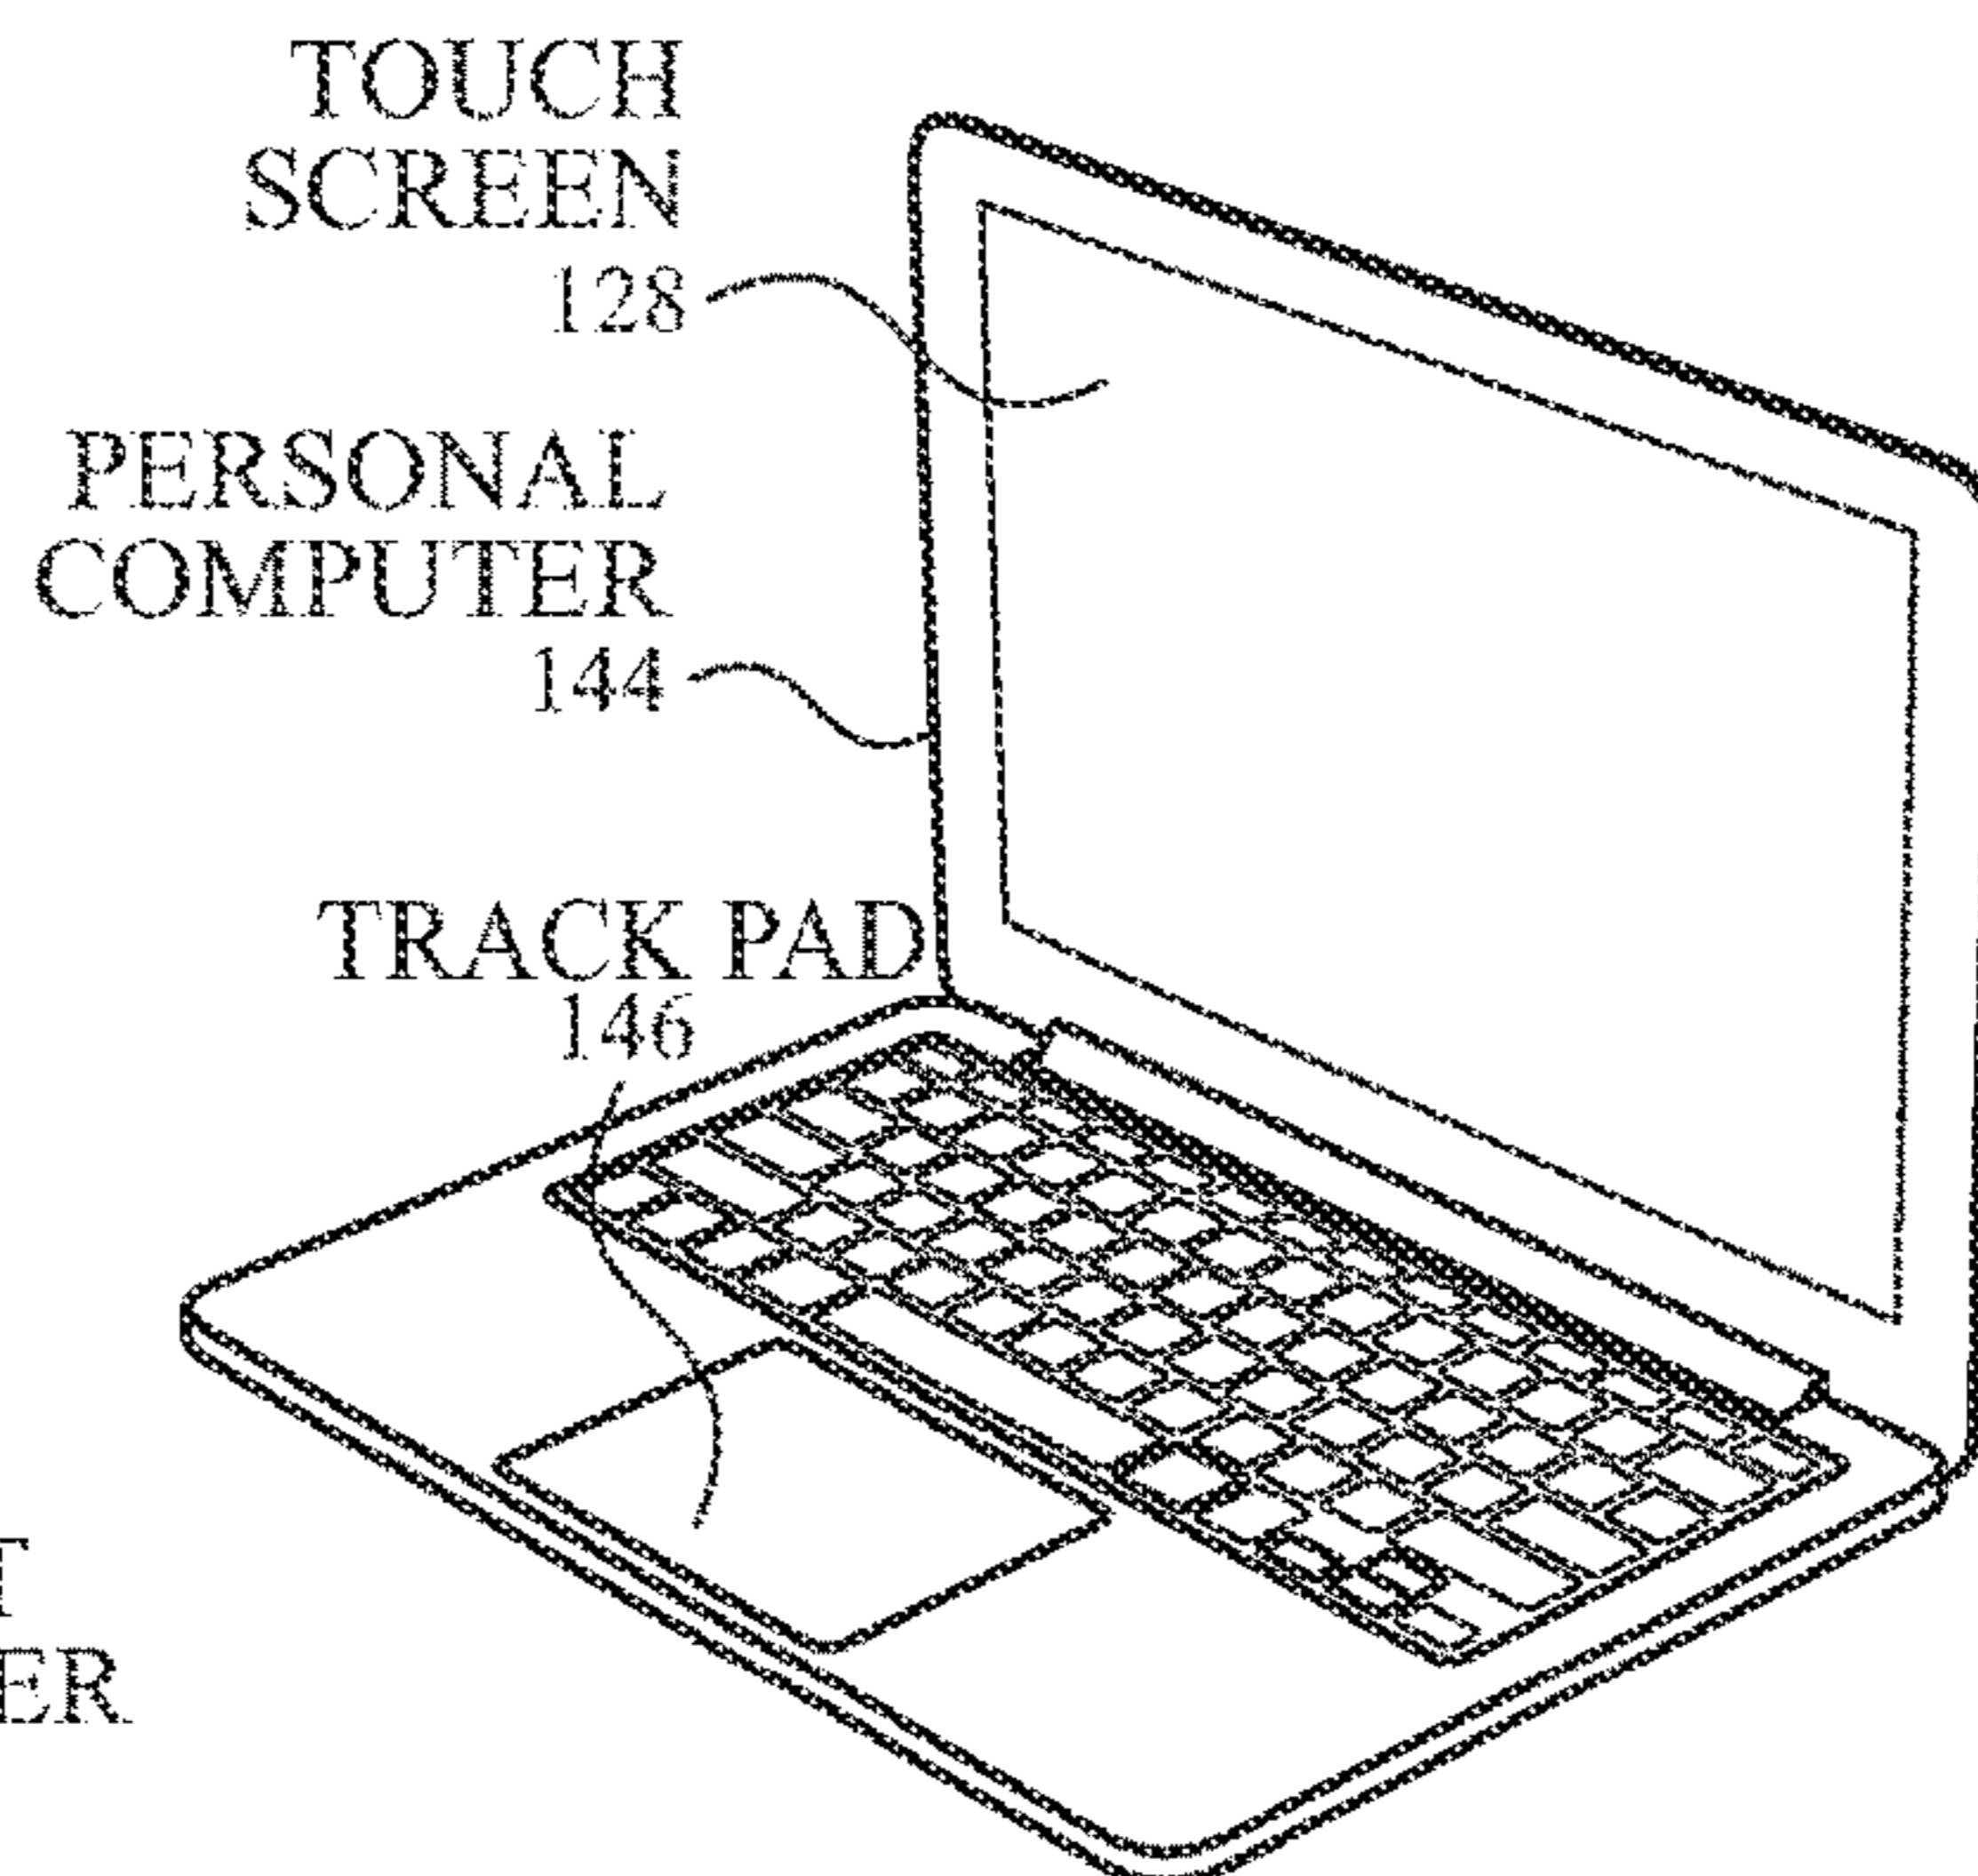 TOUCH
SCREEN
128
PERSONAL
COMPUTER
144
TRACK PAD
146